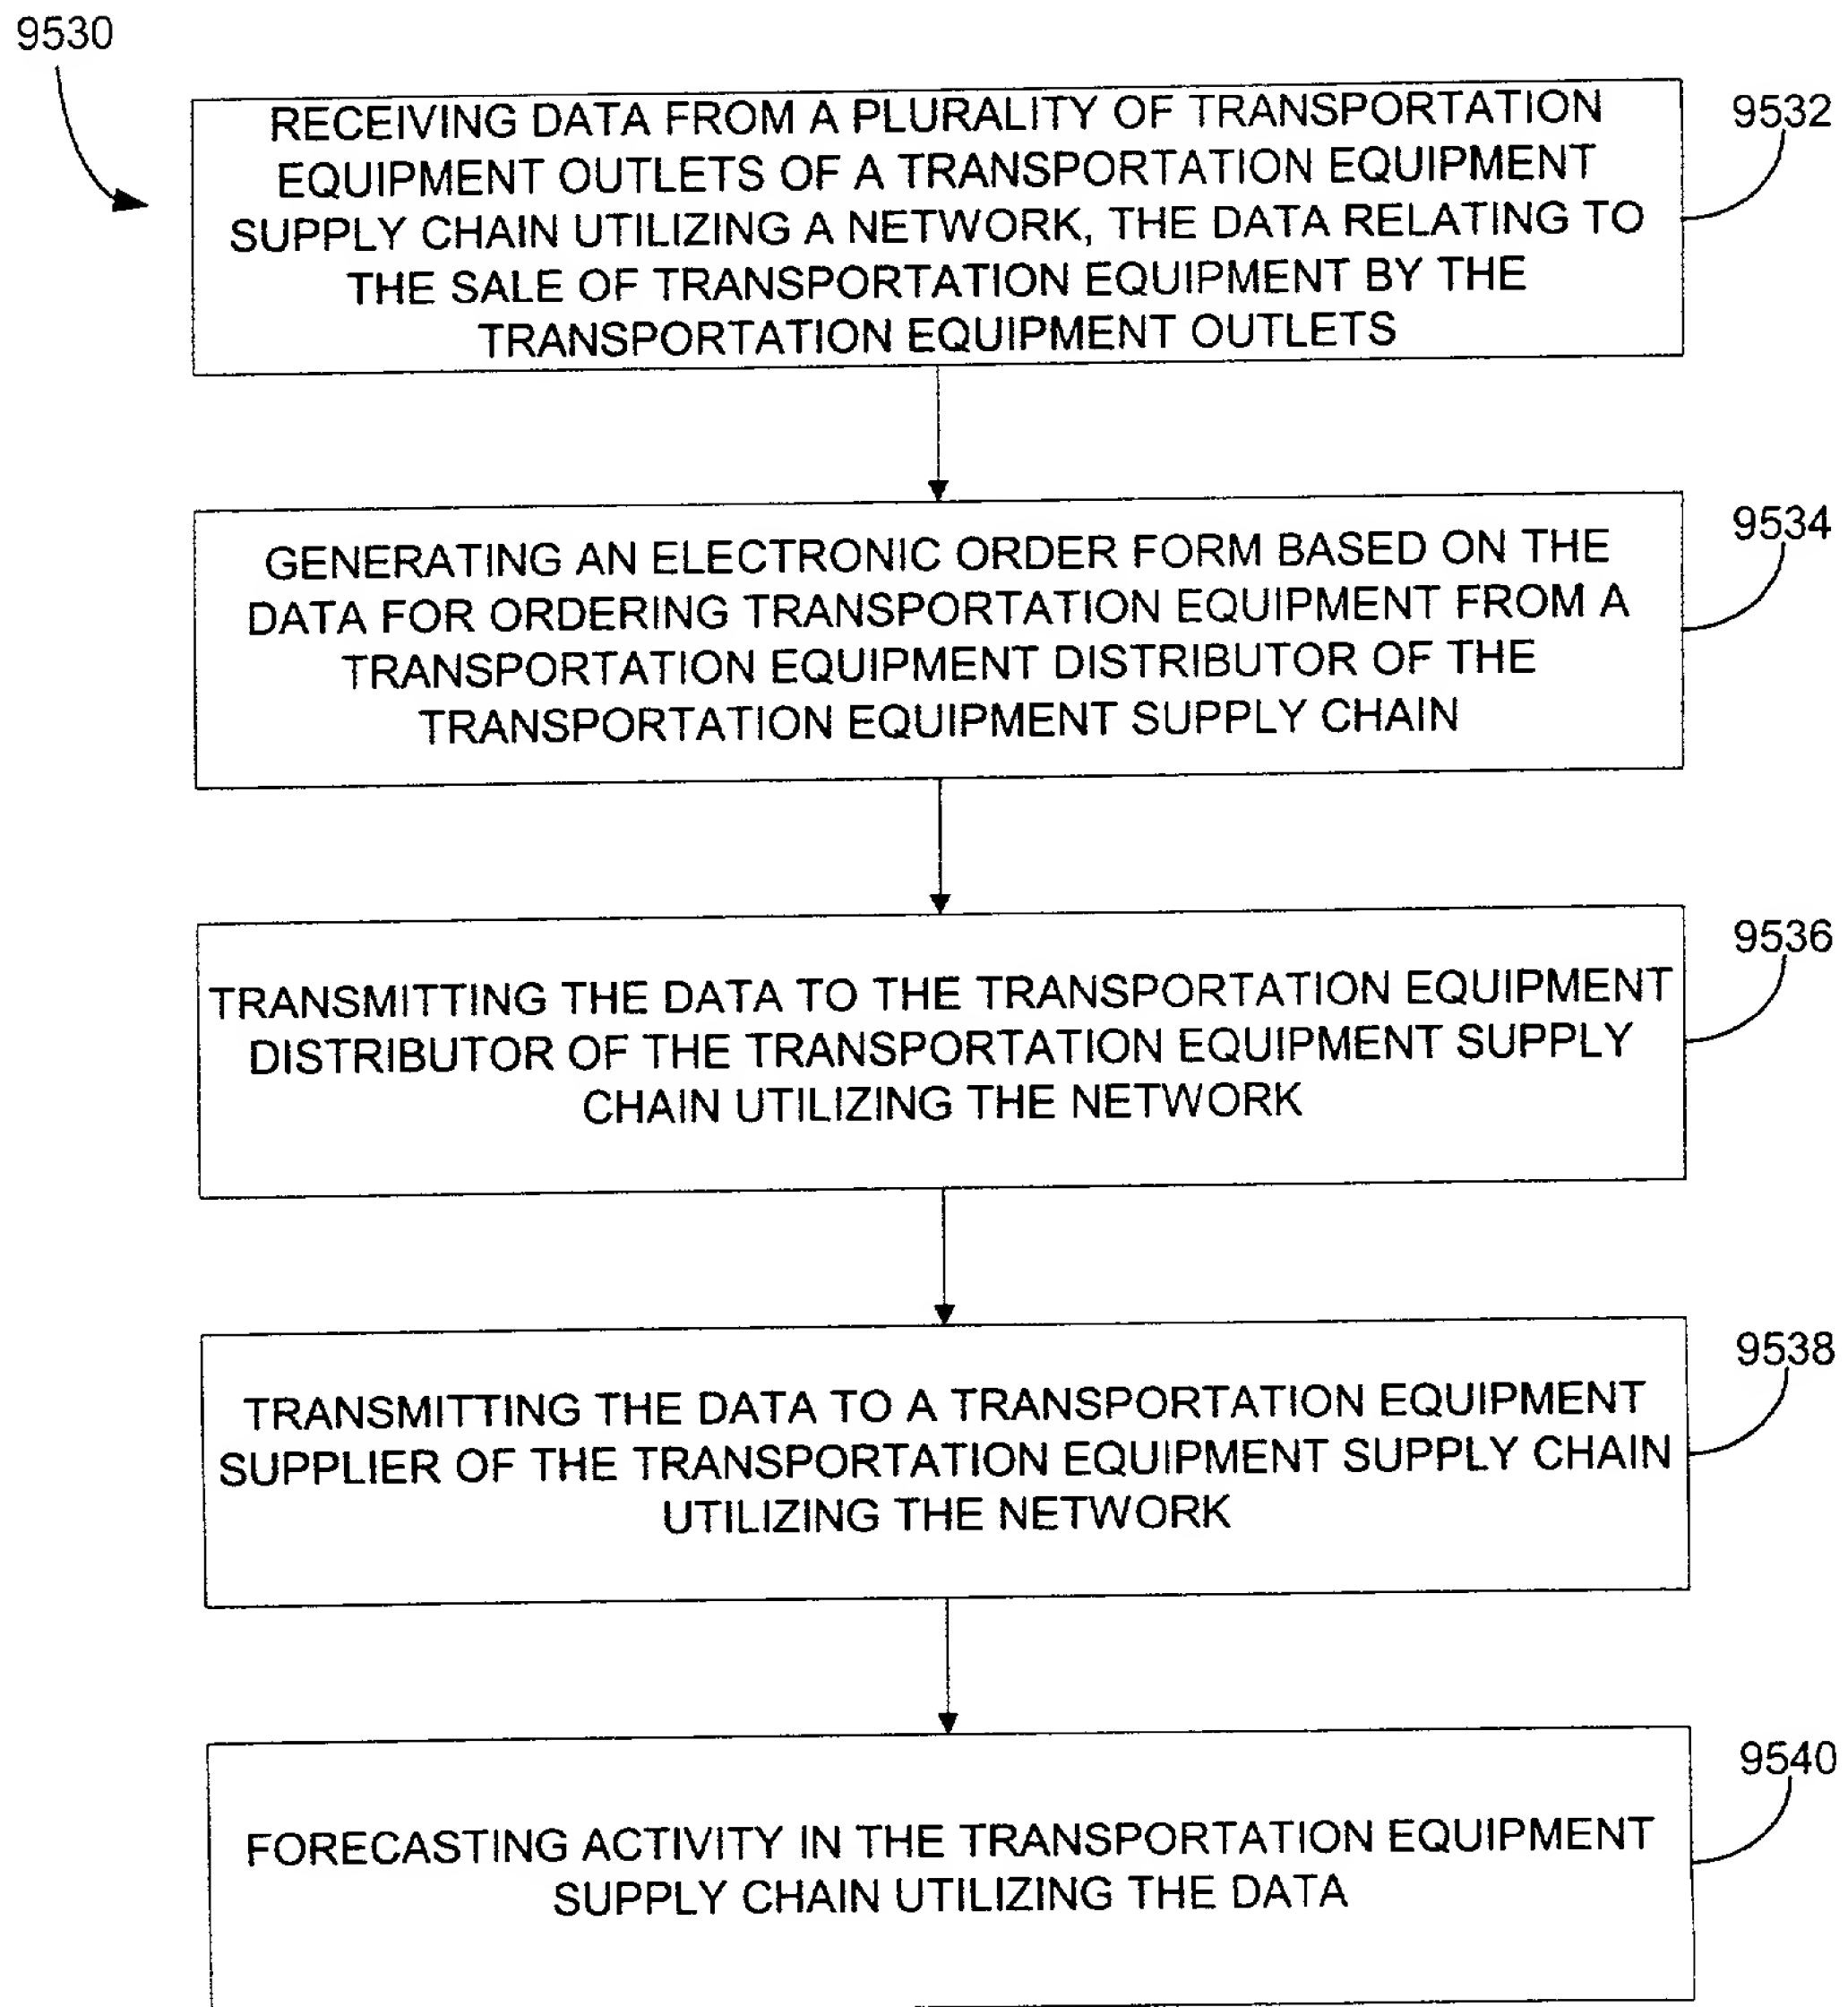 9530
RECEIVING DATA FROM A PLURALITY OF TRANSPORTATION
EQUIPMENT OUTLETS OF A TRANSPORTATION EQUIPMENT
SUPPLY CHAIN UTILIZING A NETWORK, THE DATA RELATING TO
THE SALE OF TRANSPORTATION EQUIPMENT BY THE
TRANSPORTATION EQUIPMENT OUTLETS
9532
GENERATING AN ELECTRONIC ORDER FORM BASED ON THE
DATA FOR ORDERING TRANSPORTATION EQUIPMENT FROM A
TRANSPORTATION EQUIPMENT DISTRIBUTOR OF THE
TRANSPORTATION EQUIPMENT SUPPLY CHAIN
9534
TRANSMITTING THE DATA TO THE TRANSPORTATION EQUIPMENT
DISTRIBUTOR OF THE TRANSPORTATION EQUIPMENT SUPPLY
CHAIN UTILIZING THE NETWORK
9536
TRANSMITTING THE DATA TO A TRANSPORTATION EQUIPMENT
SUPPLIER OF THE TRANSPORTATION EQUIPMENT SUPPLY CHAIN
UTILIZING THE NETWORK
9538
FORECASTING ACTIVITY IN THE TRANSPORTATION EQUIPMENT
SUPPLY CHAIN UTILIZING THE DATA
9540